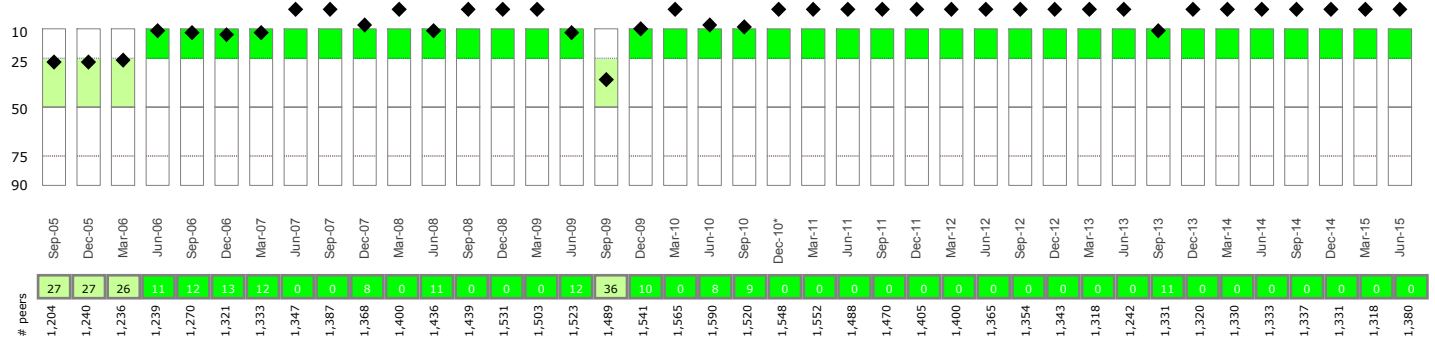 10
25
50
75
90
Sep-05 Dec-05 Mar-06 Jun-06 Sep-06 Dec-06 Mar-07 Jun-07 Sep-07 Dec-07 Mar-08 Jun-08 Sep-08 Dec-08 Mar-09 Jun-09 Sep-09 Dec-09 Mar-10 Jun-10 Sep-10 Dec-10* Mar-11 Jun-11 Sep-11 Dec-11 Mar-12 Jun-12 Sep-12 Dec-12 Mar-13 Jun-13 Sep-13 Dec-13 Mar-14 Jun-14 Sep-14 Dec-14 Mar-15 Jun-15
27 27 26 11 12 13 12 0 0 8 0 11 0 0 0 12 36 10 0 8 9 0 0 0 0 0 0 0 0 0 0 0 11 0 0 0 0 0 0 0
# peers 1,204 1,240 1,236 1,239 1,270 1,321 1,333 1,347 1,387 1,368 1,400 1,436 1,439 1,531 1,503 1,523 1,489 1,541 1,565 1,590 1,520 1,548 1,552 1,488 1,470 1,405 1,400 1,365 1,354 1,343 1,318 1,242 1,331 1,320 1,330 1,333 1,337 1,331 1,318 1,380